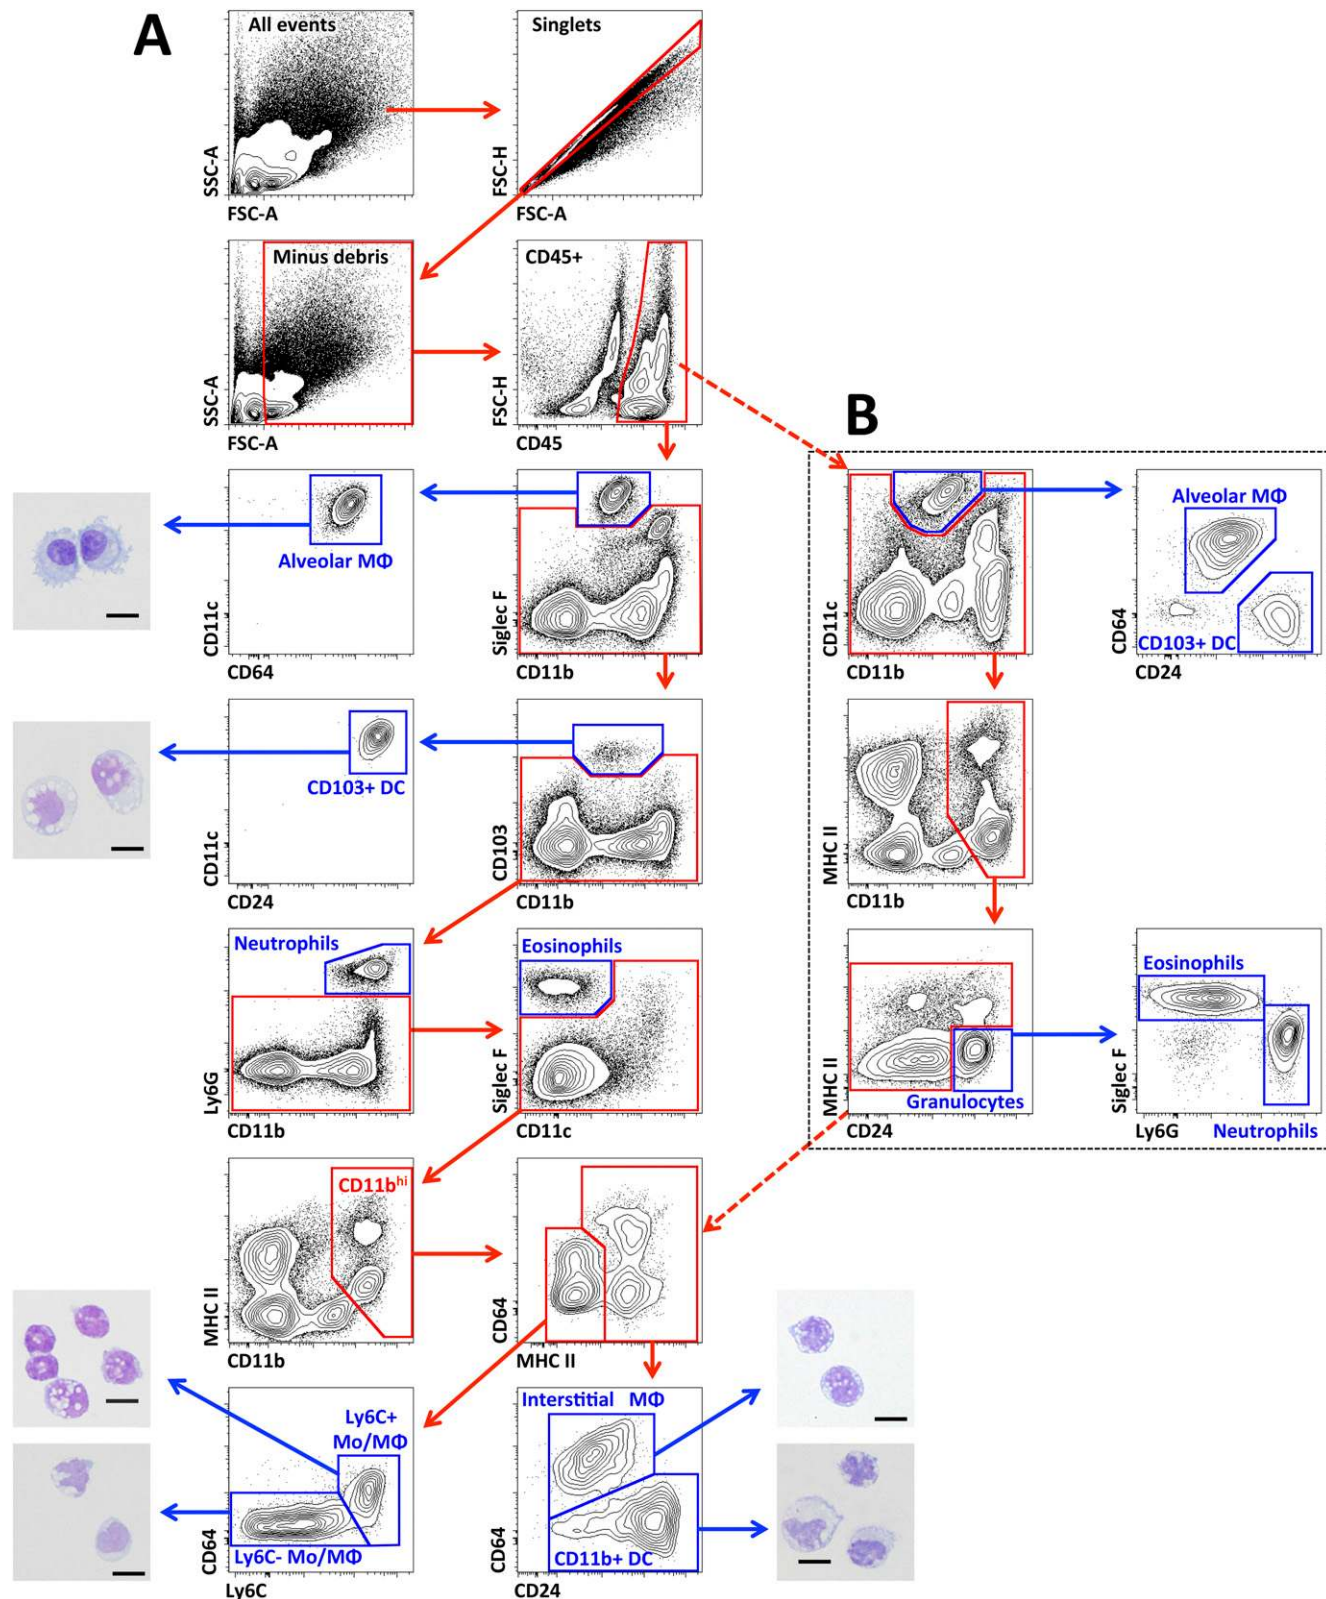 A
All events
SSC-A
FSC-A
Singlets
FSC-H
FSC-A
Minus debris
SSC-A
FSC-A
CD45+
FSC-H
CD45
B
Alveolar MΦ
CD11c
CD64
Siglec F
CD11b
CD11c
CD11b
Alveolar MΦ
CD103+ DC
CD64
CD24
CD103+ DC
CD11c
CD24
CD103
CD11b
MHC II
CD11b
Neutrophils
Ly6G
CD11b
Eosinophils
Siglec F
CD11c
Granulocytes
MHC II
CD24
Eosinophils
Siglec F
Ly6G
Neutrophils
CD11bhi
MHC II
CD11b
CD64
MHC II
Ly6C+
Mo/MΦ
Ly6C- Mo/MΦ
CD64
Ly6C
Interstitial MΦ
CD11b+ DC
CD64
CD24